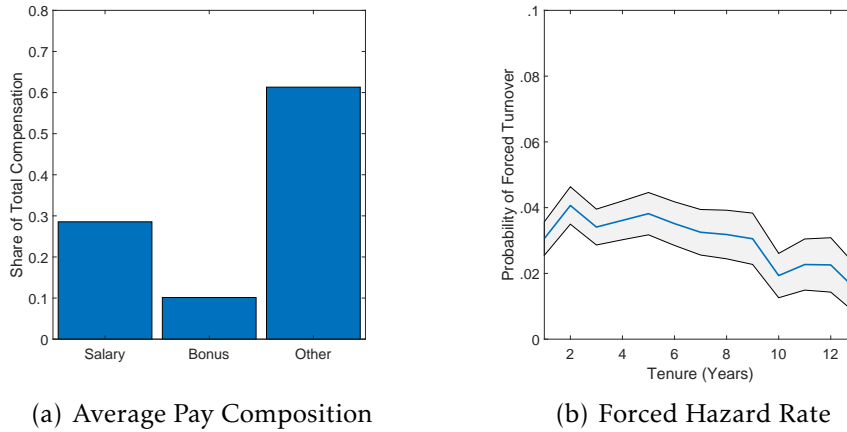 0.8
0.7
0.6
0.5
0.4
0.3
0.2
0.1
0
Share of Total Compensation
Salary Bonus Other
(a) Average Pay Composition
.1
.08
.06
.04
.02
0
Probability of Forced Turnover
2 4 6 8 10 12
Tenure (Years)
(b) Forced Hazard Rate